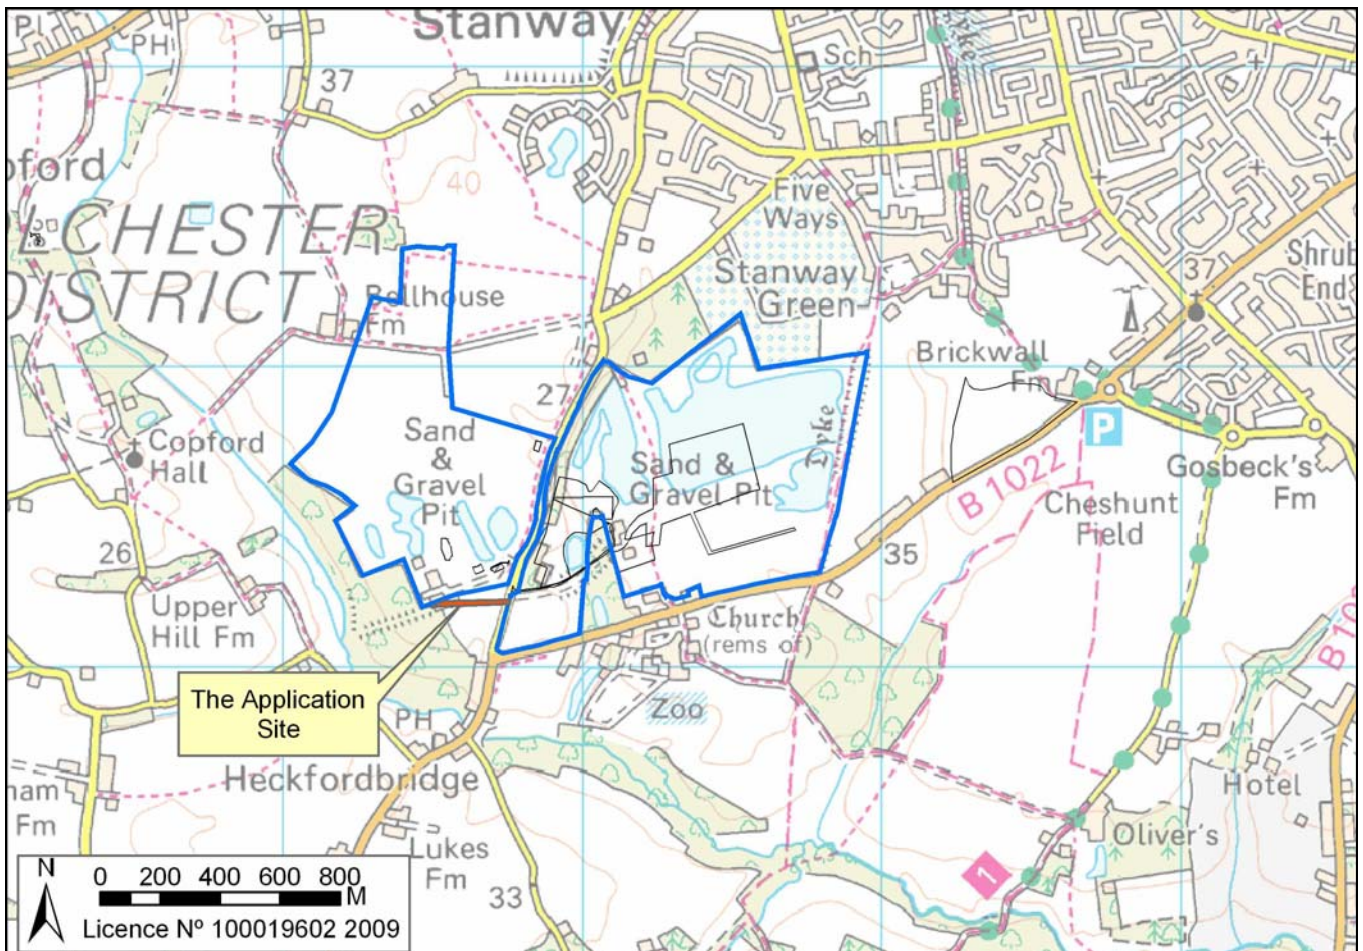 Stanway
PH
Sch
37
40
LCHESTER
DISTRICT
Five
Ways
Stanway
Green
37
Shrub
End
Bellhouse
Fm
Brickwall
Fm
27
Dyke
P
Copford
Hall
Sand
&
Gravel
Pit
Sand &
Gravel Pit
B 1022
Gosbeck's
Fm
Cheshunt
Field
26
35
Upper
Hill Fm
Church
(rems of)
The Application
Site
Zoo
PH
Heckfordbridge
Hotel
Fm
Lukes
Fm
33
Oliver's
1
N
0 200 400 600 800
M
Licence Nº 100019602 2009